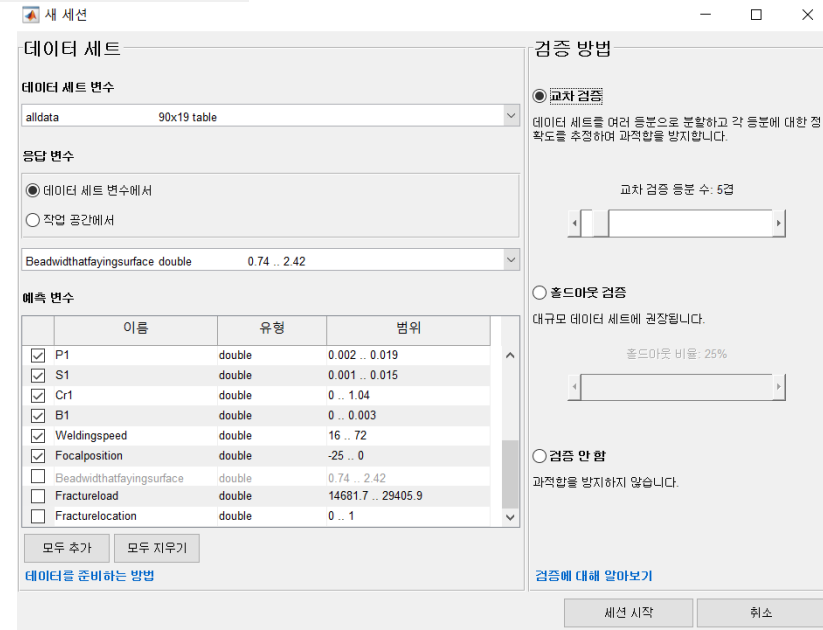 새 세션
데이터 세트
데이터 세트 변수
alldata 90x19 table
응답 변수
데이터 세트 변수에서
작업 공간에서
Beadwidthatfayingsurface double 0.74 .. 2.42
예측 변수
이름 유형 범위
P1 double 0.002 .. 0.019
S1 double 0.001 .. 0.015
Cr1 double 0 .. 1.04
B1 double 0 .. 0.003
Weldingspeed double 16 .. 72
Focalposition double -25 .. 0
Beadwidthatfayingsurface double 0.74 .. 2.42
Fractureload double 14681.7 .. 29405.9
Fracturelocation double 0 .. 1
모두 추가 모두 지우기
데이터를 준비하는 방법
검증 방법
교차 검증
데이터 세트를 여러 등분으로 분할하고 각 등분에 대한 정
확도를 추정하여 과적합을 방지합니다.
교차 검증 등분 수: 5겹
홀드아웃 검증
대규모 데이터 세트에 권장됩니다.
홀드아웃 비율: 25%
검증 안 함
과적합을 방지하지 않습니다.
검증에 대해 알아보기
세션 시작 취소